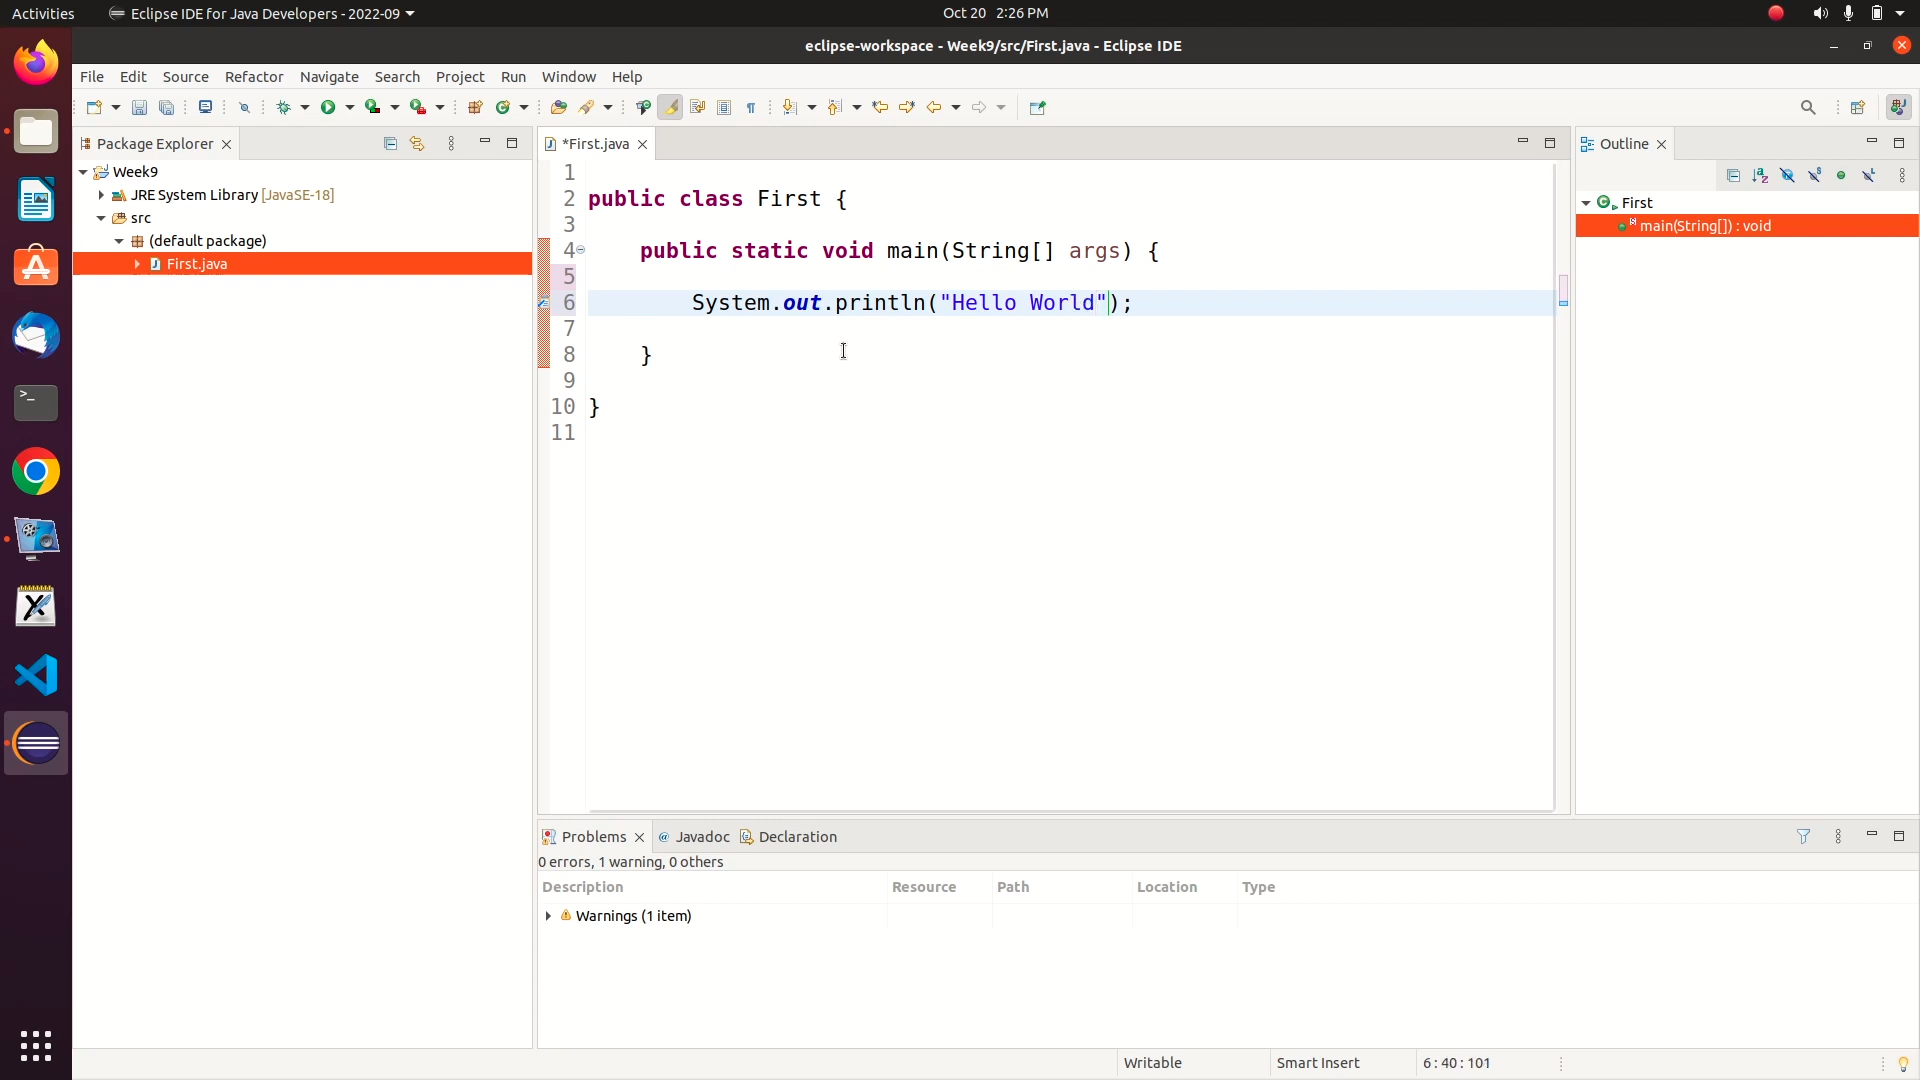 Activities
Eclipse IDE for Java Developers - 2022-09
Oct 20 2:26 PM
eclipse-workspace - Week9/src/First.java - Eclipse IDE
File Edit Source Refactor Navigate Search Project Run Window Help
Package Explorer
*First.java
Outline
Week9
JRE System Library [JavaSE-18]
src
(default package)
First.java
1
2 public class First {
3
4 public static void main(String[] args) {
5
6 System.out.println("Hello World");
7
8 }
9
10 }
11
First
main(String[]) : void
Problems
@ Javadoc
Declaration
0 errors, 1 warning, 0 others
Description Resource Path Location Type
Warnings (1 item)
Writable
Smart Insert
6 : 40 : 101